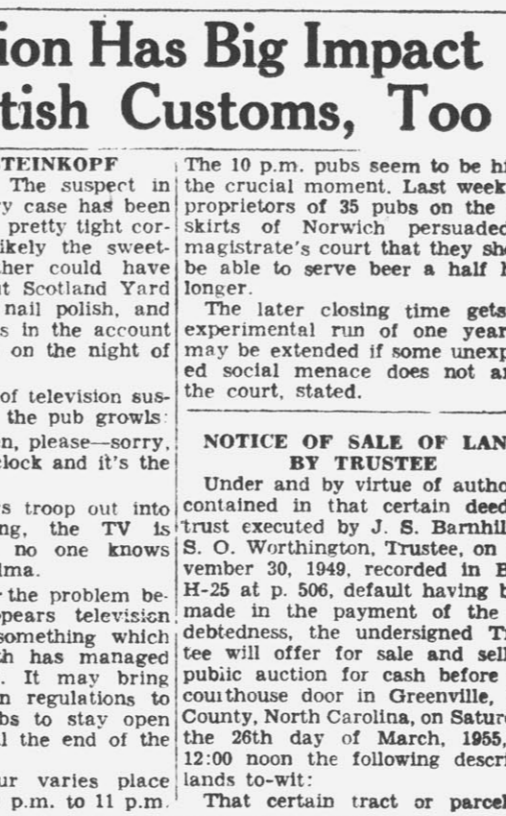 ion Has Big Impact
tish Customs, Too
TEINKOPF
The suspect in
y case has been
pretty tight cor-
ikely the sweet-
her could have
t Scotland Yard
nail polish, and
s in the account
on the night of
of television sus-
the pub growls:
n, please—sorry,
clock and it's the
s troop out into
ng, the TV is
no one knows
lma.
the problem be-
ppears television
something which
h has managed
. It may bring
n regulations to
bs to stay open
l the end of the
ur varies place
p.m. to 11 p.m.
The 10 p.m. pubs seem to be hi
the crucial moment. Last week
proprietors of 35 pubs on the
skirts of Norwich persuaded
magistrate's court that they sho
be able to serve beer a half h
longer.
The later closing time gets
experimental run of one year
may be extended if some unexp
ed social menace does not a
the court, stated.
NOTICE OF SALE OF LAN
BY TRUSTEE
Under and by virtue of autho
contained in that certain deed
trust executed by J. S. Barnhil
S. O. Worthington, Trustee, on
vember 30, 1949, recorded in B
H-25 at p. 506, default having b
made in the payment of the
debtedness, the undersigned T
tee will offer for sale and sell
public auction for cash before
courthouse door in Greenville,
County, North Carolina, on Satur
the 26th day of March, 1955,
12:00 noon the following descri
lands to-wit:
That certain tract or parcel